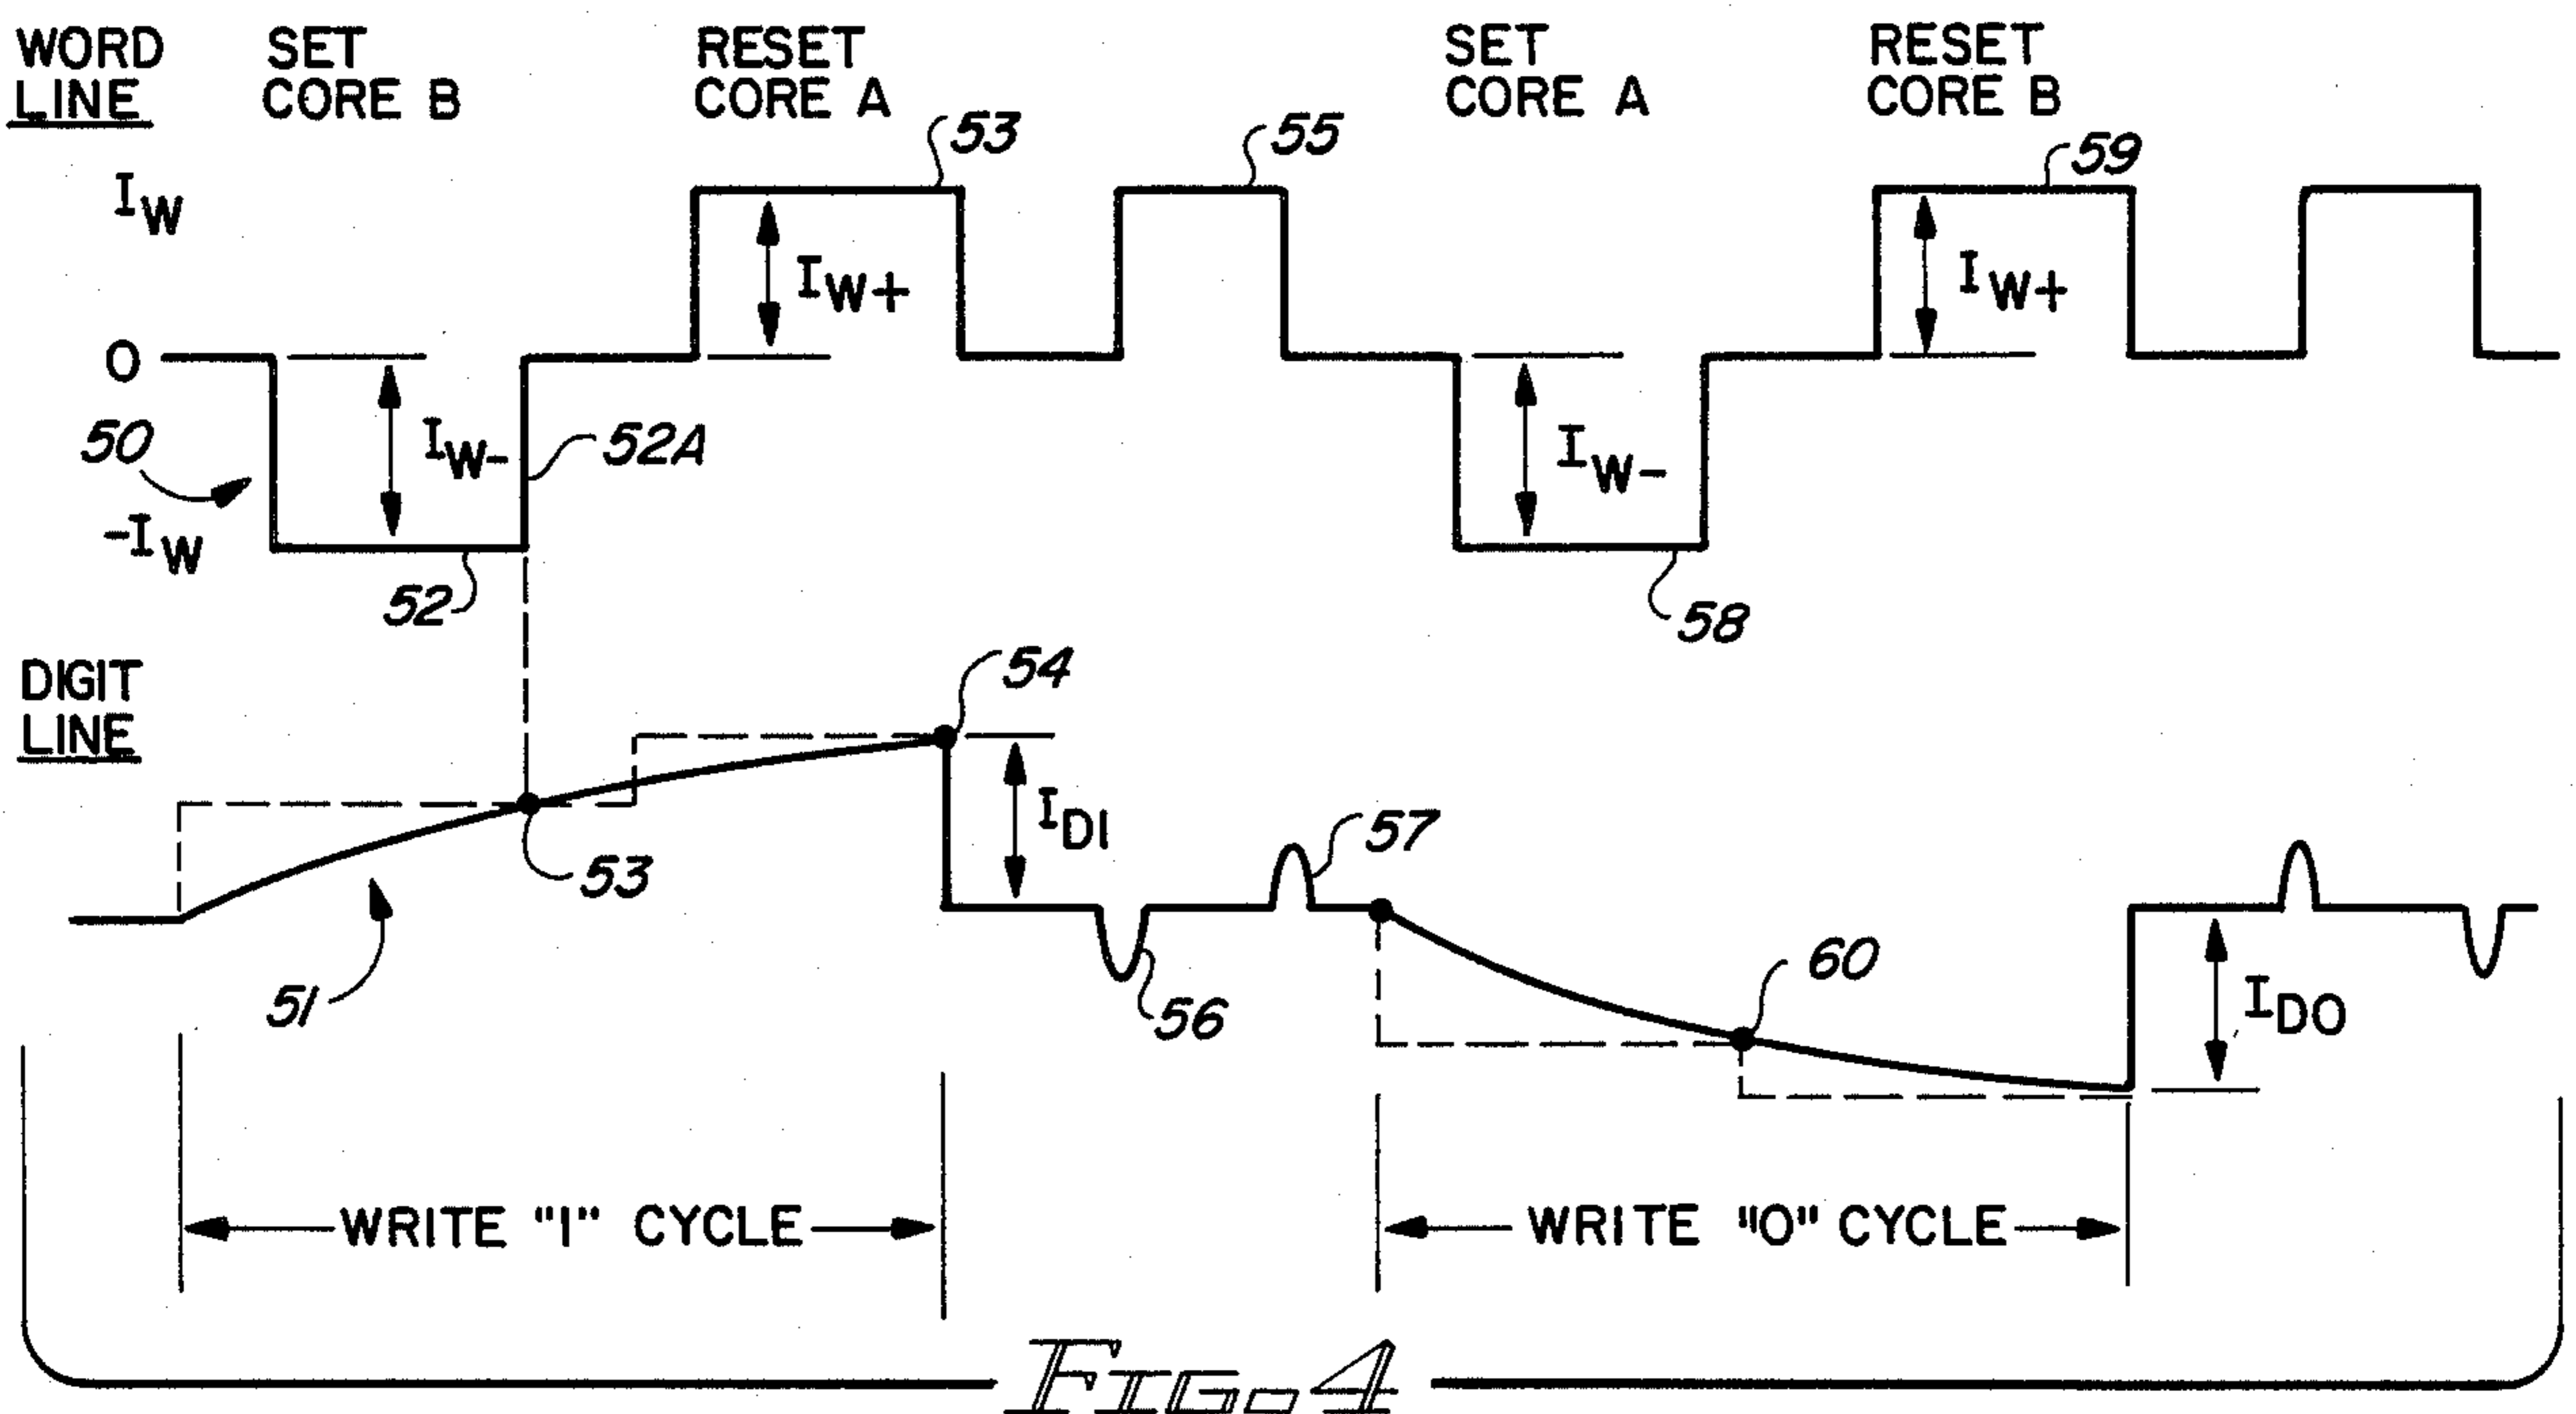 WORD
LINE
SET
CORE B
RESET
CORE A
SET
CORE A
RESET
CORE B
53
55
59
IW
IW+
IW+
0
50
IW-
52A
IW-
-IW
52
58
DIGIT
LINE
54
ID1
57
53
51
56
60
ID0
WRITE "1" CYCLE
WRITE "0" CYCLE
FIG-4